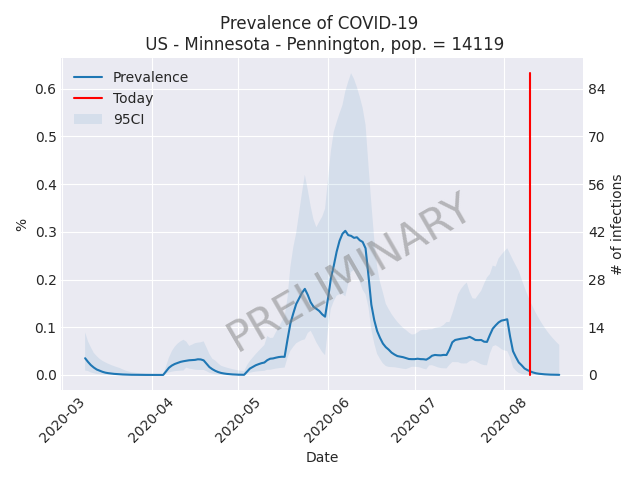 Prevalence of COVID-19
US - Minnesota - Pennington, pop. = 14119
Prevalence
Today
95CI
PRELIMINARY
%
0.6
0.5
0.4
0.3
0.2
0.1
0.0
# of infections
84
70
56
42
28
14
0
2020-03
2020-04
2020-05
2020-06
2020-07
2020-08
Date